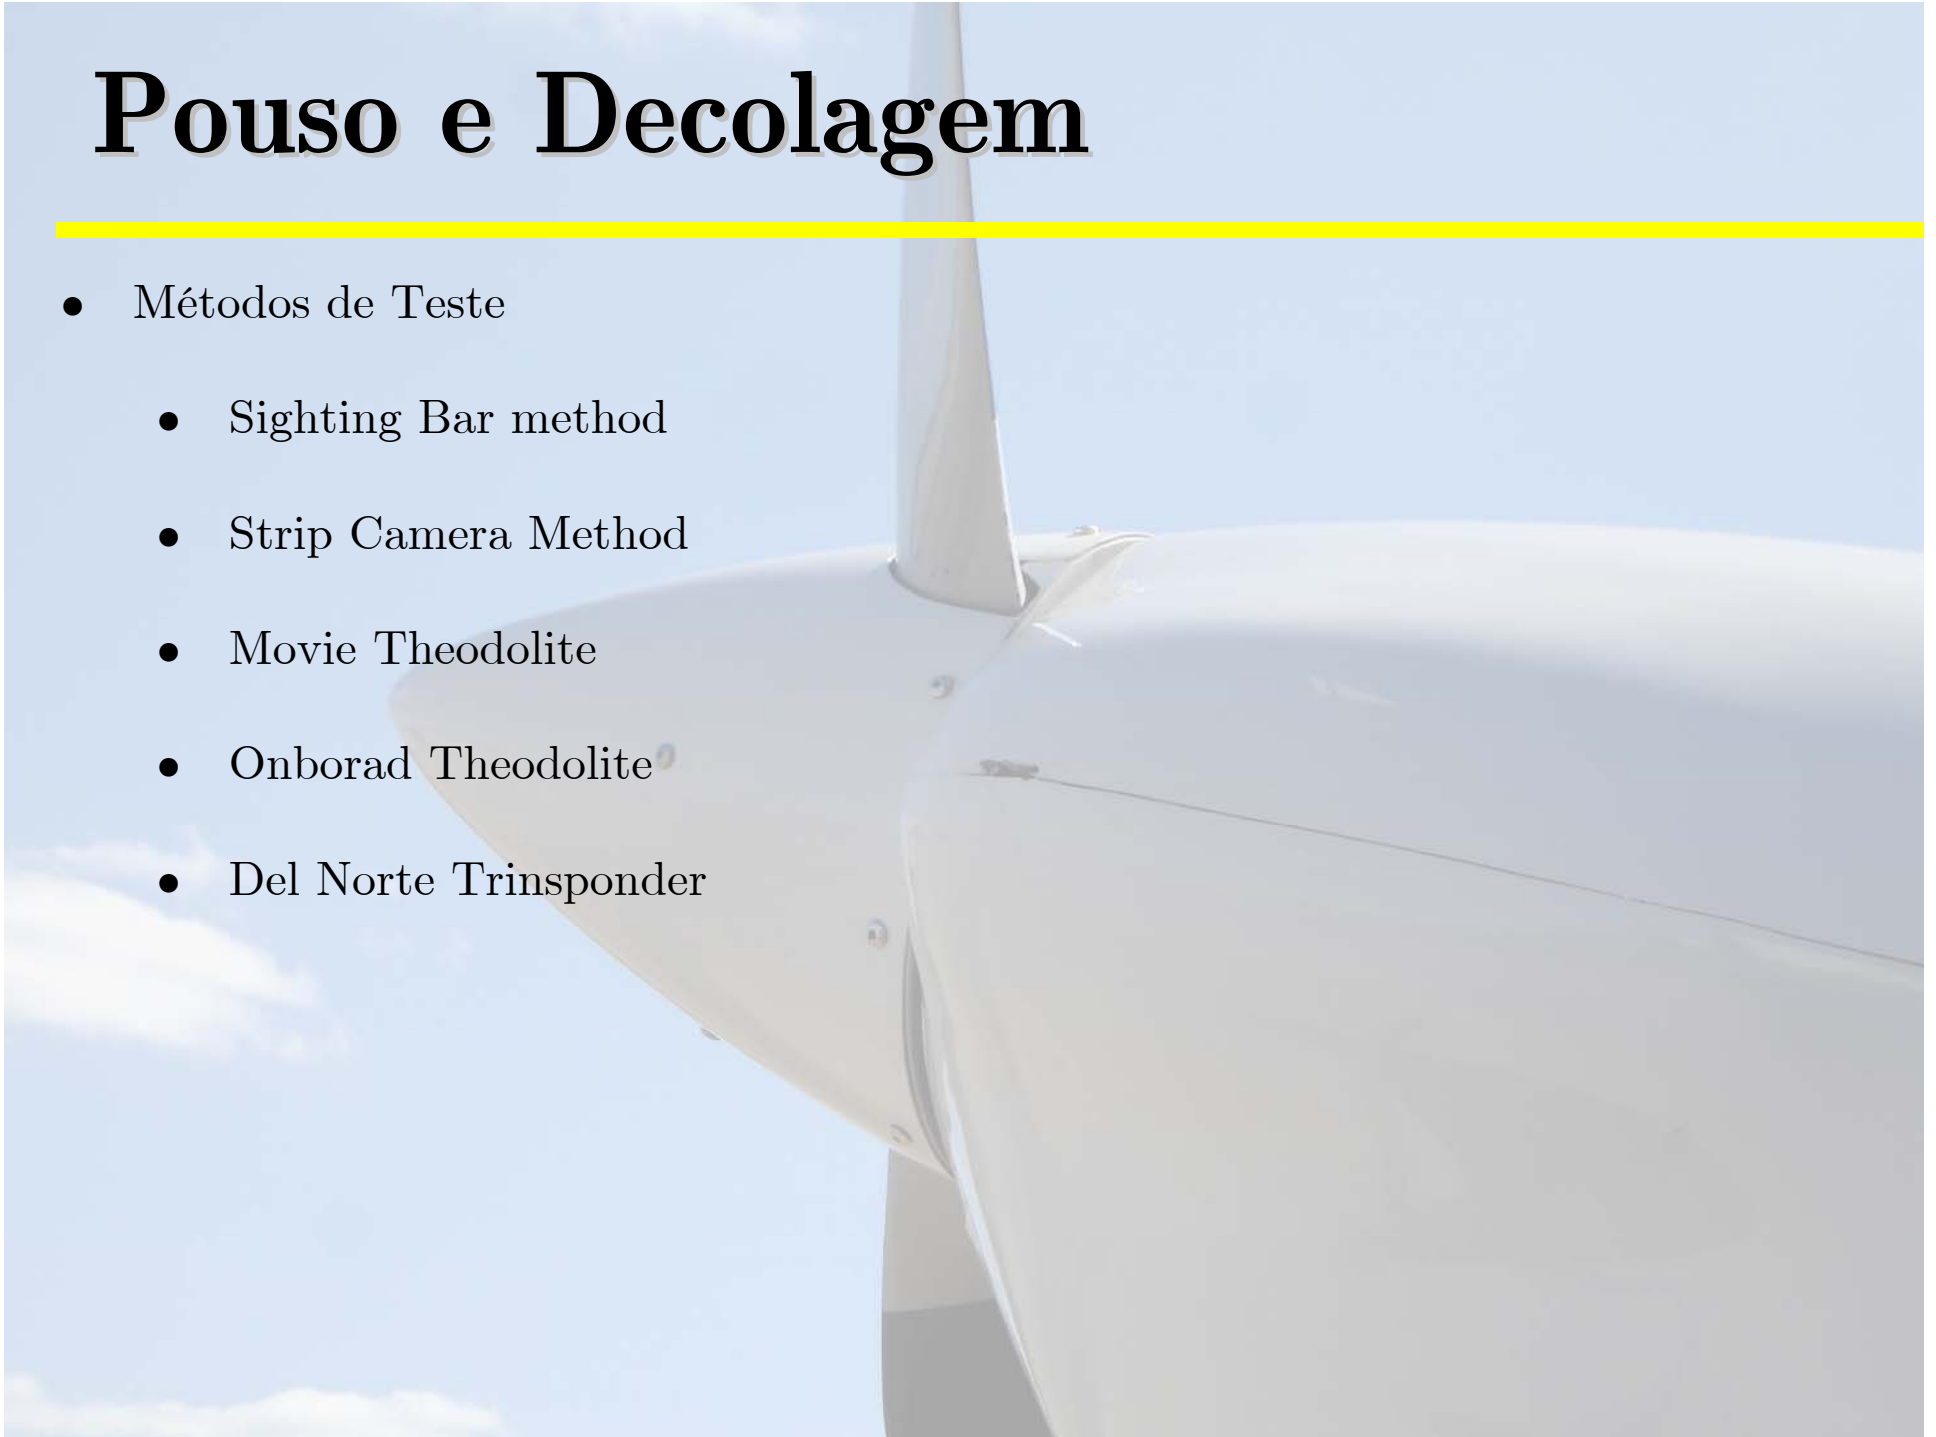 Pouso e Decolagem
• Métodos de Teste
• Sighting Bar method
• Strip Camera Method
• Movie Theodolite
• Onborad Theodolite
• Del Norte Trinsponder